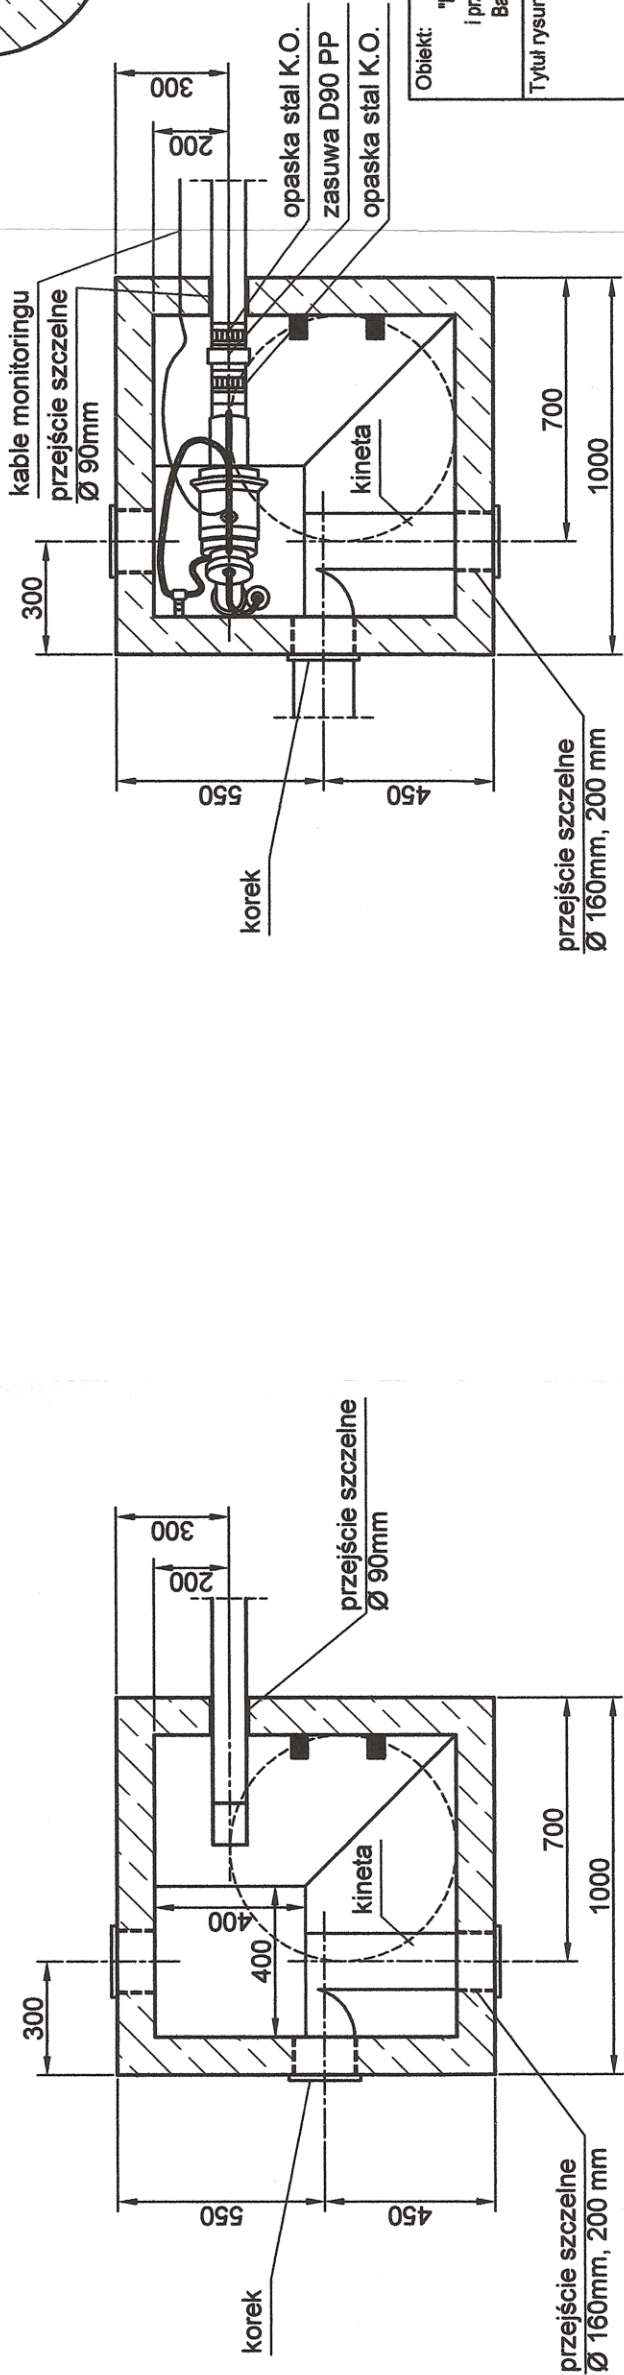 300
300
200
przejście szczelne
Ø 90mm
400
400
kineta
550
450
korek
700
1000
przejście szczelne
Ø 160mm, 200 mm
kable monitoringu
przejście szczelne
Ø 90mm
300
300
200
opaska stal K.O.
zasuwa D90 PP
opaska stal K.O.
kineta
550
450
korek
700
1000
przejście szczelne
Ø 160mm, 200 mm
Obiekt:
i
Tytuł